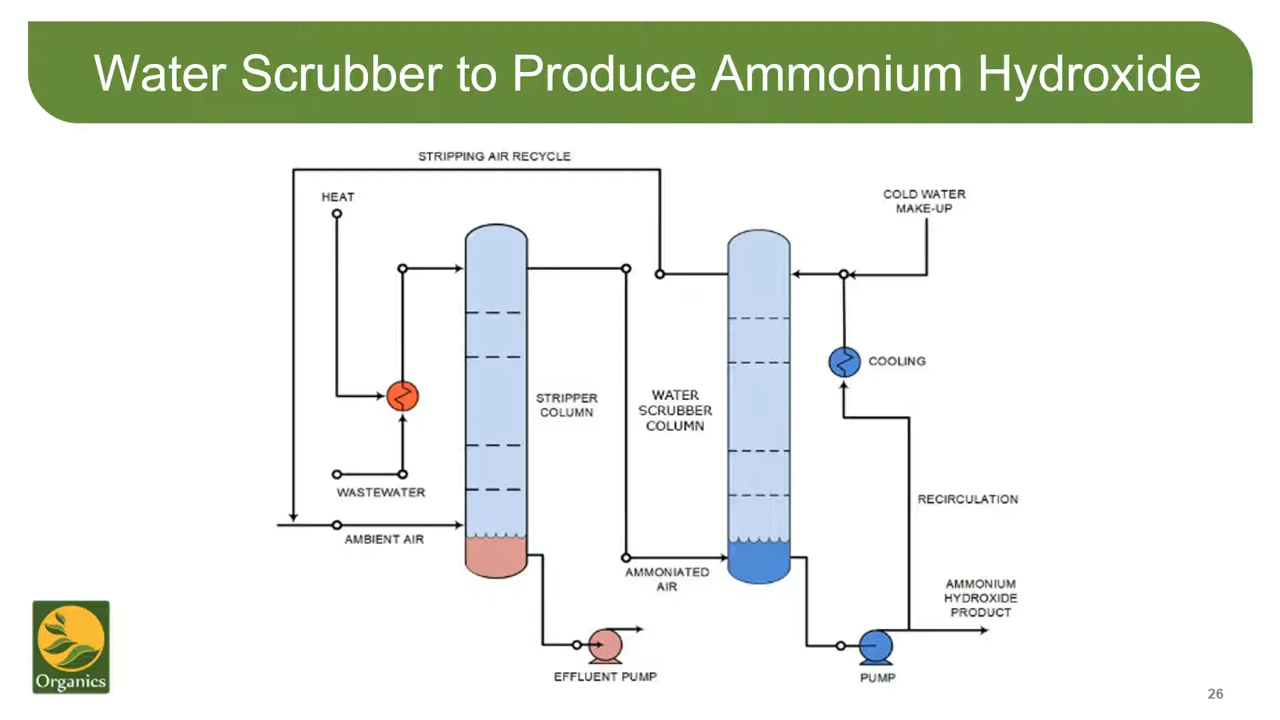 Water Scrubber to Produce Ammonium Hydroxide
STRIPPING AIR RECYCLE
HEAT
COLD WATER
MAKE-UP
COOLING
STRIPPER
COLUMN
WATER
SCRUBBER
COLUMN
WASTEWATER
RECIRCULATION
AMBIENT AIR
AMMONIATED
AIR
AMMONIUM
HYDROXIDE
PRODUCT
EFFLUENT PUMP
PUMP
Organics
26